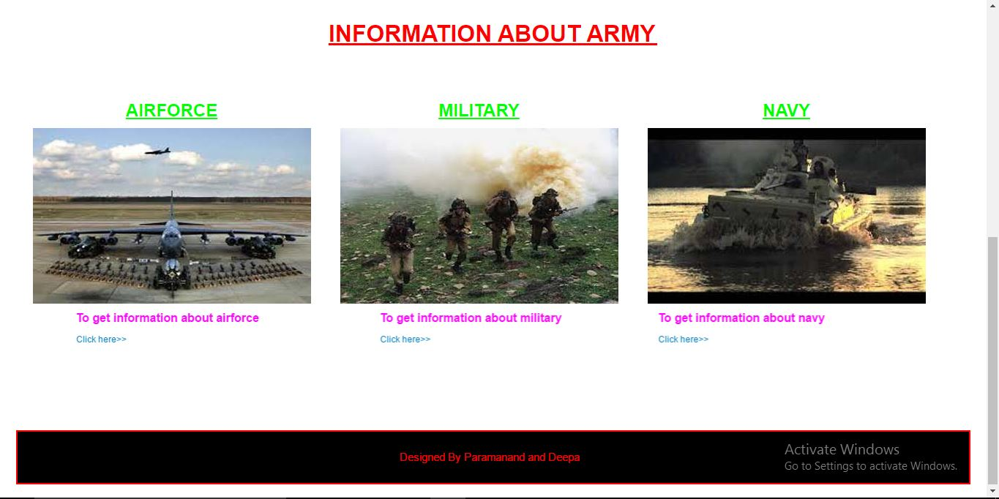 INFORMATION ABOUT ARMY
AIRFORCE
MILITARY
NAVY
To get information about airforce
Click here>>
To get information about military
Click here>>
To get information about navy
Click here>>
Designed By Paramanand and Deepa
Activate Windows
Go to Settings to activate Windows.